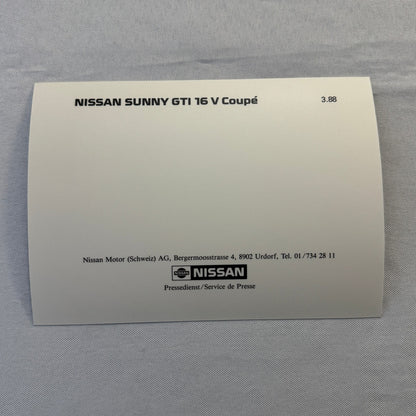 NISSAN SUNNY GTI 16 V Coupé 3.88
Nissan Motor (Schweiz) AG, Bergermoosstrasse 4, 8902 Urdorf, Tel. 01/734 28 11
NISSAN NISSAN
Pressedienst/Service de Presse